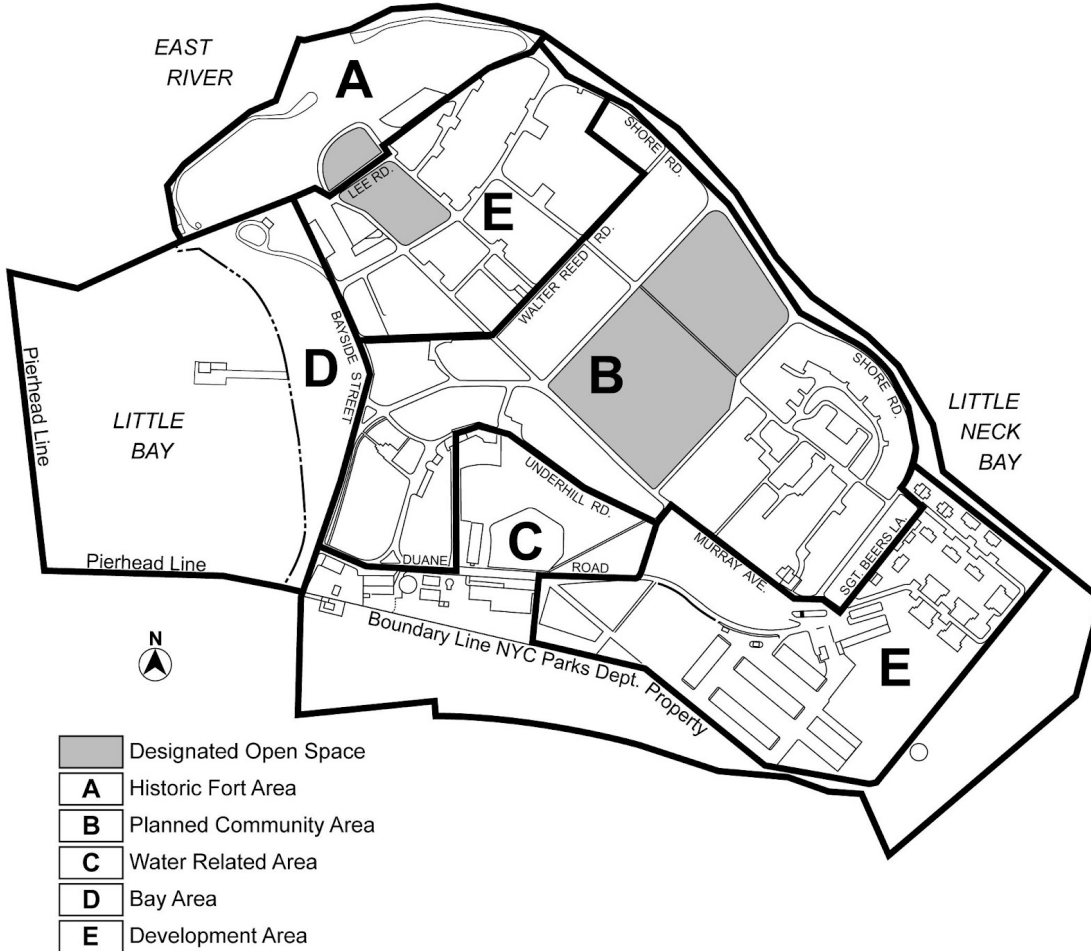 EAST
RIVER
A
SHORE RD.
LEE RD.
E
WALTER REED RD.
BAYSIDE STREET
D
B
SHORE RD.
Pierhead Line
LITTLE
BAY
LITTLE
NECK
BAY
UNDERHILL RD.
C
MURRAY AVE.
SGT. BEERS LA.
DUANE
ROAD
Pierhead Line
Boundary Line NYC Parks Dept. Property
N
E
Designated Open Space
A Historic Fort Area
B Planned Community Area
C Water Related Area
D Bay Area
E Development Area